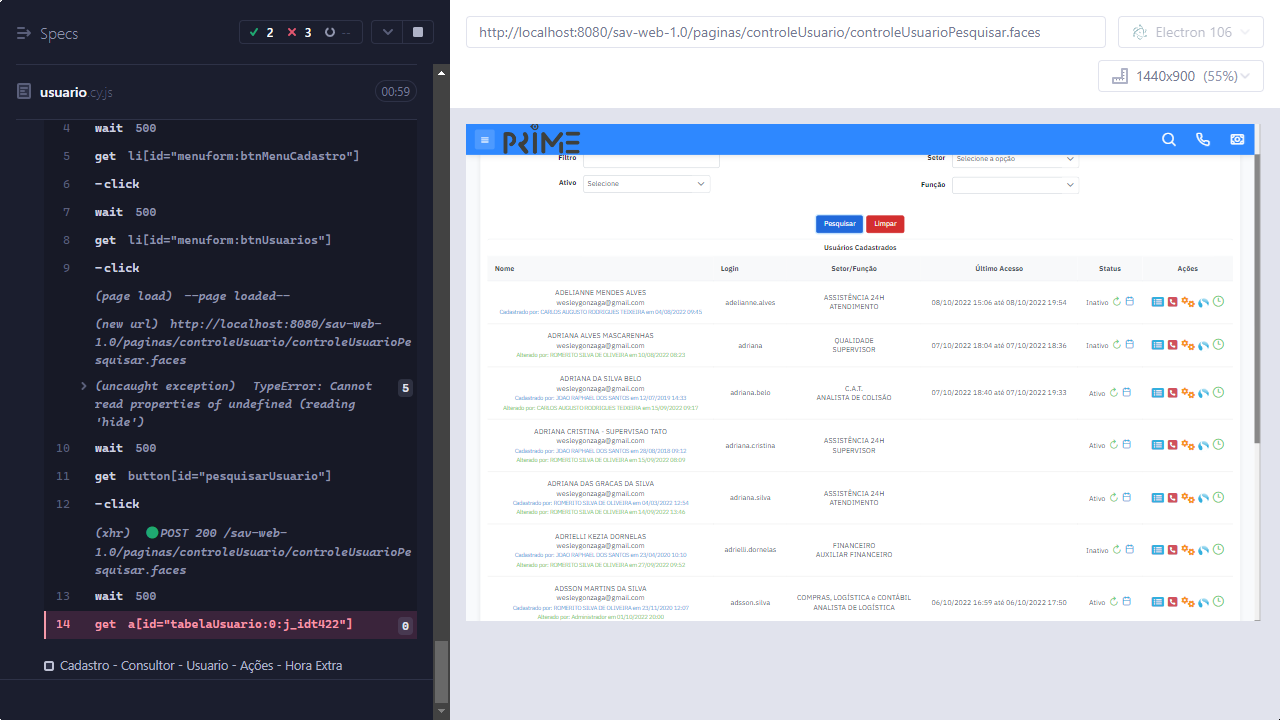 Specs
2
3
--
usuario.cy.js
00:59
4 wait 500
5 get li[id="menuform:btnMenuCadastro"]
6 -click
7 wait 500
8 get li[id="menuform:btnUsuarios"]
9 -click
(page load) --page loaded--
(new url) http://localhost:8080/sav-web-
1.0/paginas/controleUsuario/controleUsuarioPe
squisar.faces
(uncaught exception) TypeError: Cannot
read properties of undefined (reading
'hide')
5
10 wait 500
11 get button[id="pesquisarUsuario"]
12 -click
(xhr) POST 200 /sav-web-
1.0/paginas/controleUsuario/controleUsuarioPe
squisar.faces
13 wait 500
14 get a[id="tabelaUsuario:0:j_idt422"] 0
Cadastro - Consultor - Usuario - Ações - Hora Extra
http://localhost:8080/sav-web-1.0/paginas/controleUsuario/controleUsuarioPesquisar.faces
Electron 106
1440x900 (55%)
PRIME
Filtro
Setor Selecione a opção
Ativo Selecione
Função
Pesquisar Limpar
Usuários Cadastrados
Nome Login Setor/Função Último Acesso Status Ações
ADELIANNE MENDES ALVES
wesleygonzaga@gmail.com
Cadastrado por: CARLOS AUGUSTO RODRIGUES TEIXEIRA em 04/08/2022 09:45
adelianne.alves
ASSISTÊNCIA 24H
ATENDIMENTO
08/10/2022 15:06 até 08/10/2022 19:54
Inativo
ADRIANA ALVES MASCARENHAS
wesleygonzaga@gmail.com
Alterado por: ROMERITO SILVA DE OLIVEIRA em 10/08/2022 08:23
adriana
QUALIDADE
SUPERVISOR
07/10/2022 18:04 até 07/10/2022 18:36
Inativo
ADRIANA DA SILVA BELO
wesleygonzaga@gmail.com
Cadastrado por: JOAO RAPHAEL DOS SANTOS em 12/07/2019 14:33
Alterado por: CARLOS AUGUSTO RODRIGUES TEIXEIRA em 15/09/2022 09:17
adriana.belo
C.A.T.
ANALISTA DE COLISÃO
07/10/2022 18:40 até 07/10/2022 19:33
Ativo
ADRIANA CRISTINA - SUPERVISAO TATO
wesleygonzaga@gmail.com
Cadastrado por: JOAO RAPHAEL DOS SANTOS em 28/08/2018 09:12
Alterado por: ROMERITO SILVA DE OLIVEIRA em 15/09/2022 08:09
adriana.cristina
ASSISTÊNCIA 24H
SUPERVISOR
Ativo
ADRIANA DAS GRACAS DA SILVA
wesleygonzaga@gmail.com
Cadastrado por: ROMERITO SILVA DE OLIVEIRA em 04/03/2022 12:54
Alterado por: ROMERITO SILVA DE OLIVEIRA em 14/09/2022 13:46
adriana.silva
ASSISTÊNCIA 24H
ATENDIMENTO
Ativo
ADRIELLI KEZIA DORNELAS
wesleygonzaga@gmail.com
Cadastrado por: JOAO RAPHAEL DOS SANTOS em 23/04/2020 10:10
Alterado por: ROMERITO SILVA DE OLIVEIRA em 27/09/2022 09:52
adrielli.dornelas
FINANCEIRO
AUXILIAR FINANCEIRO
Inativo
ADSSON MARTINS DA SILVA
wesleygonzaga@gmail.com
Cadastrado por: ROMERITO SILVA DE OLIVEIRA em 23/11/2020 12:07
Alterado por: Administrador em 01/10/2022 20:00
adsson.silva
COMPRAS, LOGÍSTICA e CONTÁBIL
ANALISTA DE LOGÍSTICA
06/10/2022 16:59 até 06/10/2022 17:50
Ativo